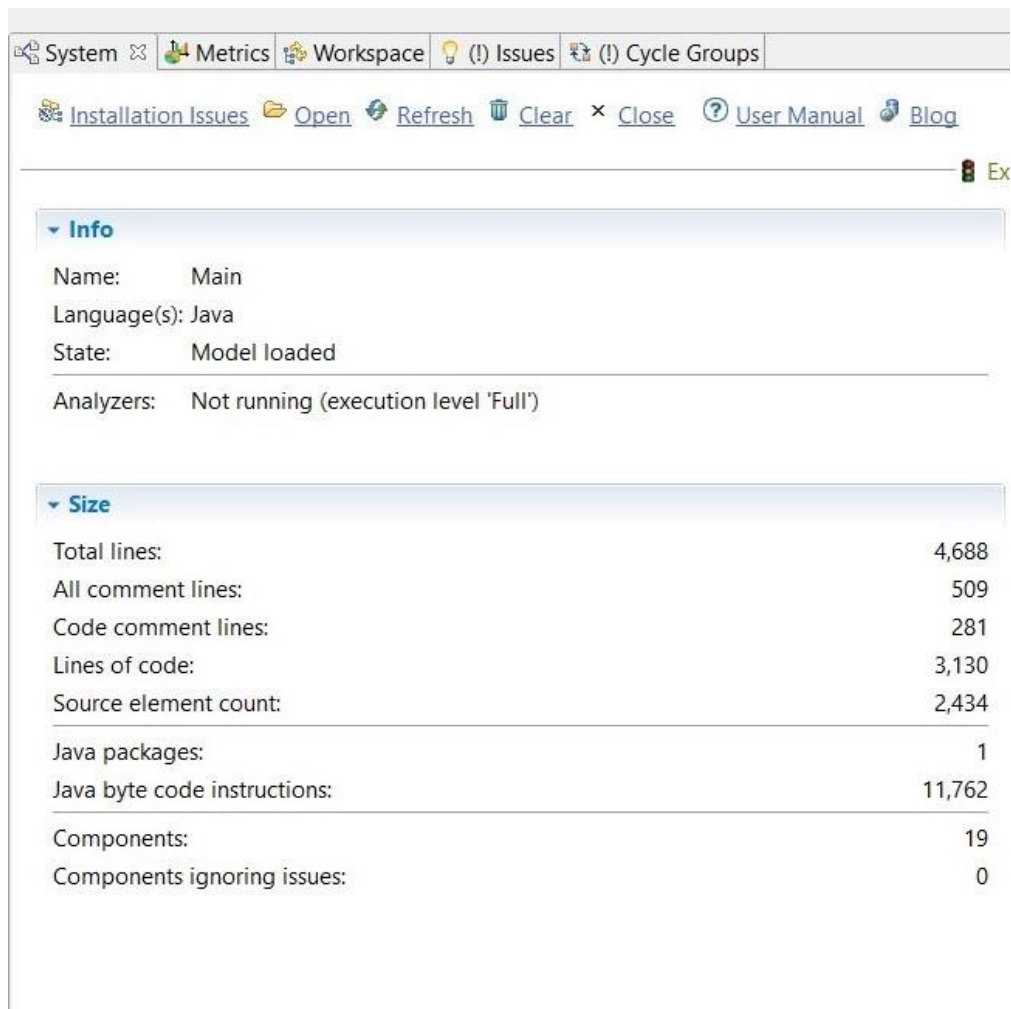 System Metrics Workspace (!) Issues (!) Cycle Groups
Installation Issues Open Refresh Clear Close User Manual Blog
Ex
Info
Name: Main
Language(s): Java
State: Model loaded
Analyzers: Not running (execution level 'Full')
Size
Total lines: 4,688
All comment lines: 509
Code comment lines: 281
Lines of code: 3,130
Source element count: 2,434
Java packages: 1
Java byte code instructions: 11,762
Components: 19
Components ignoring issues: 0